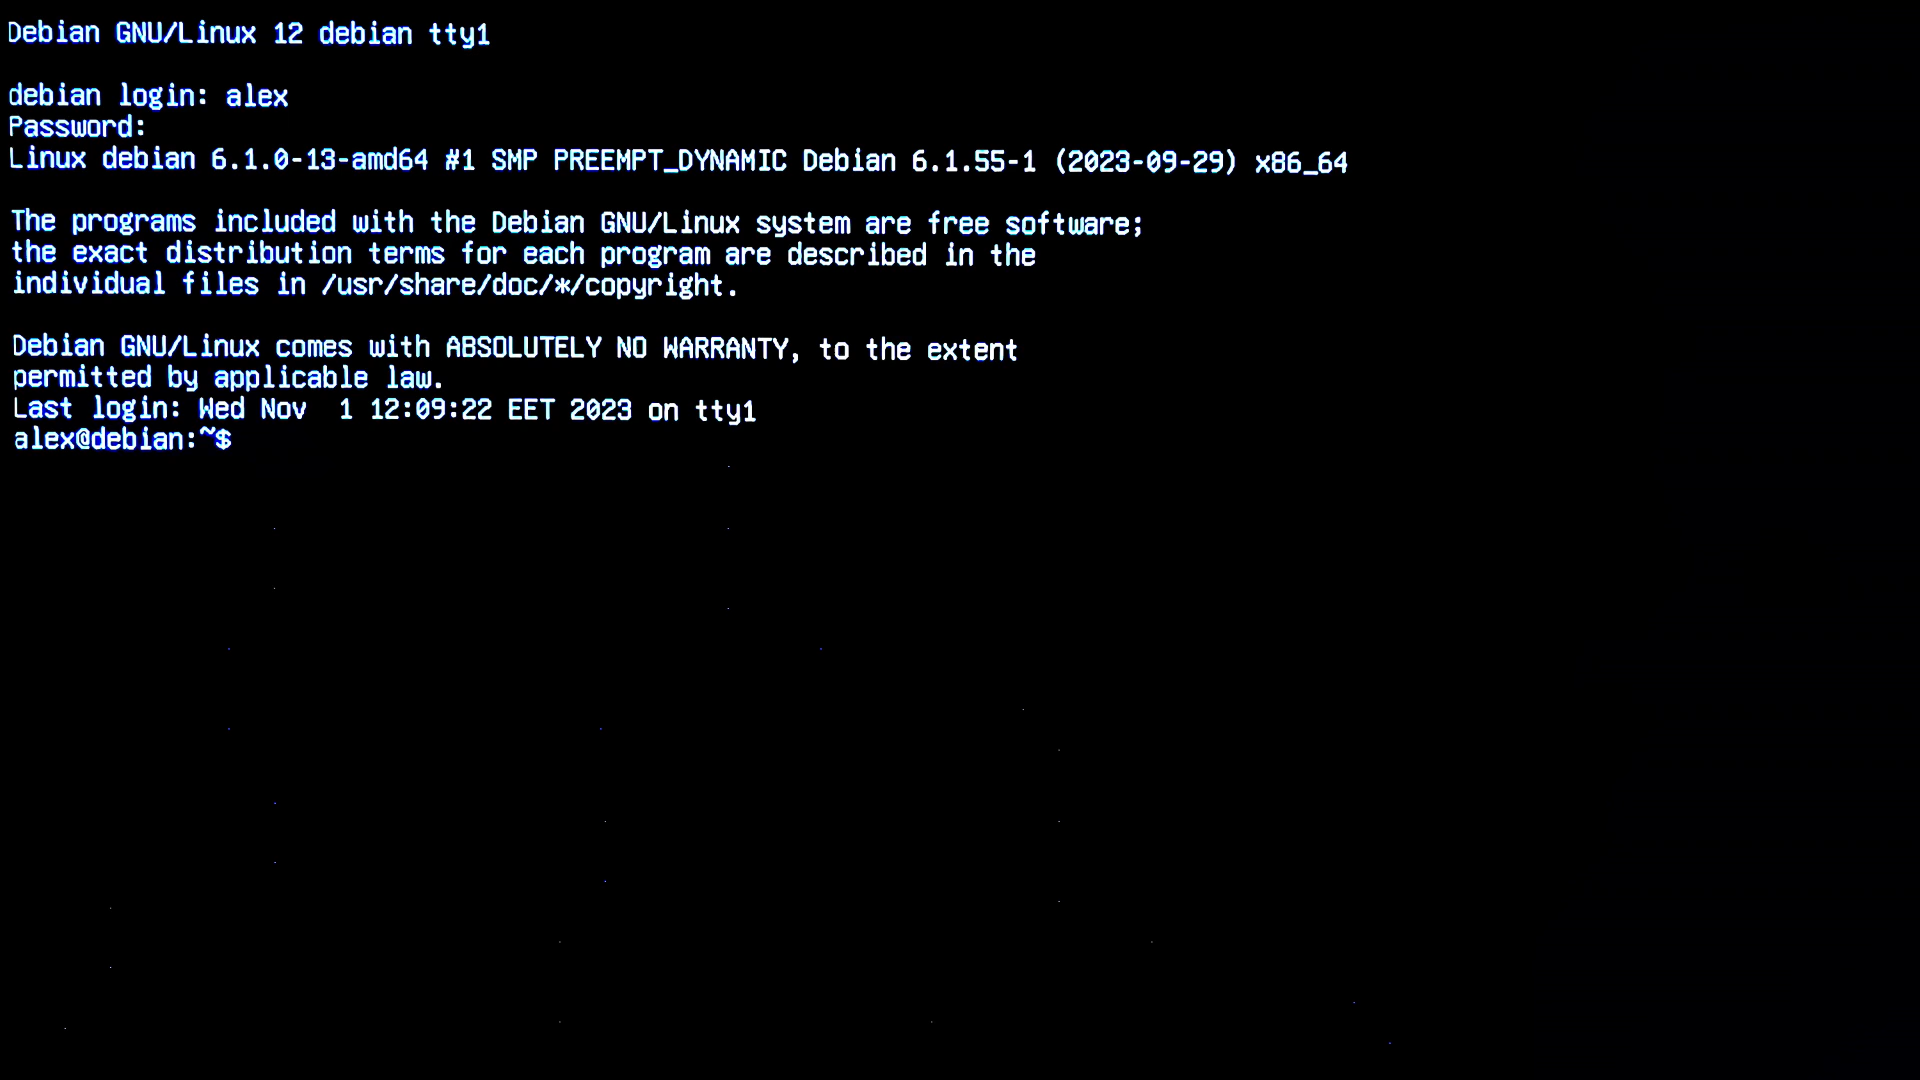 Debian GNU/Linux 12 debian tty1
debian login: alex
Password:
Linux debian 6.1.0-13-amd64 #1 SMP PREEMPT_DYNAMIC Debian 6.1.55-1 (2023-09-29) x86_64
The programs included with the Debian GNU/Linux system are free software;
the exact distribution terms for each program are described in the
individual files in /usr/share/doc/*/copyright.
Debian GNU/Linux comes with ABSOLUTELY NO WARRANTY, to the extent
permitted by applicable law.
Last login: Wed Nov  1 12:09:22 EET 2023 on tty1
alex@debian:~$